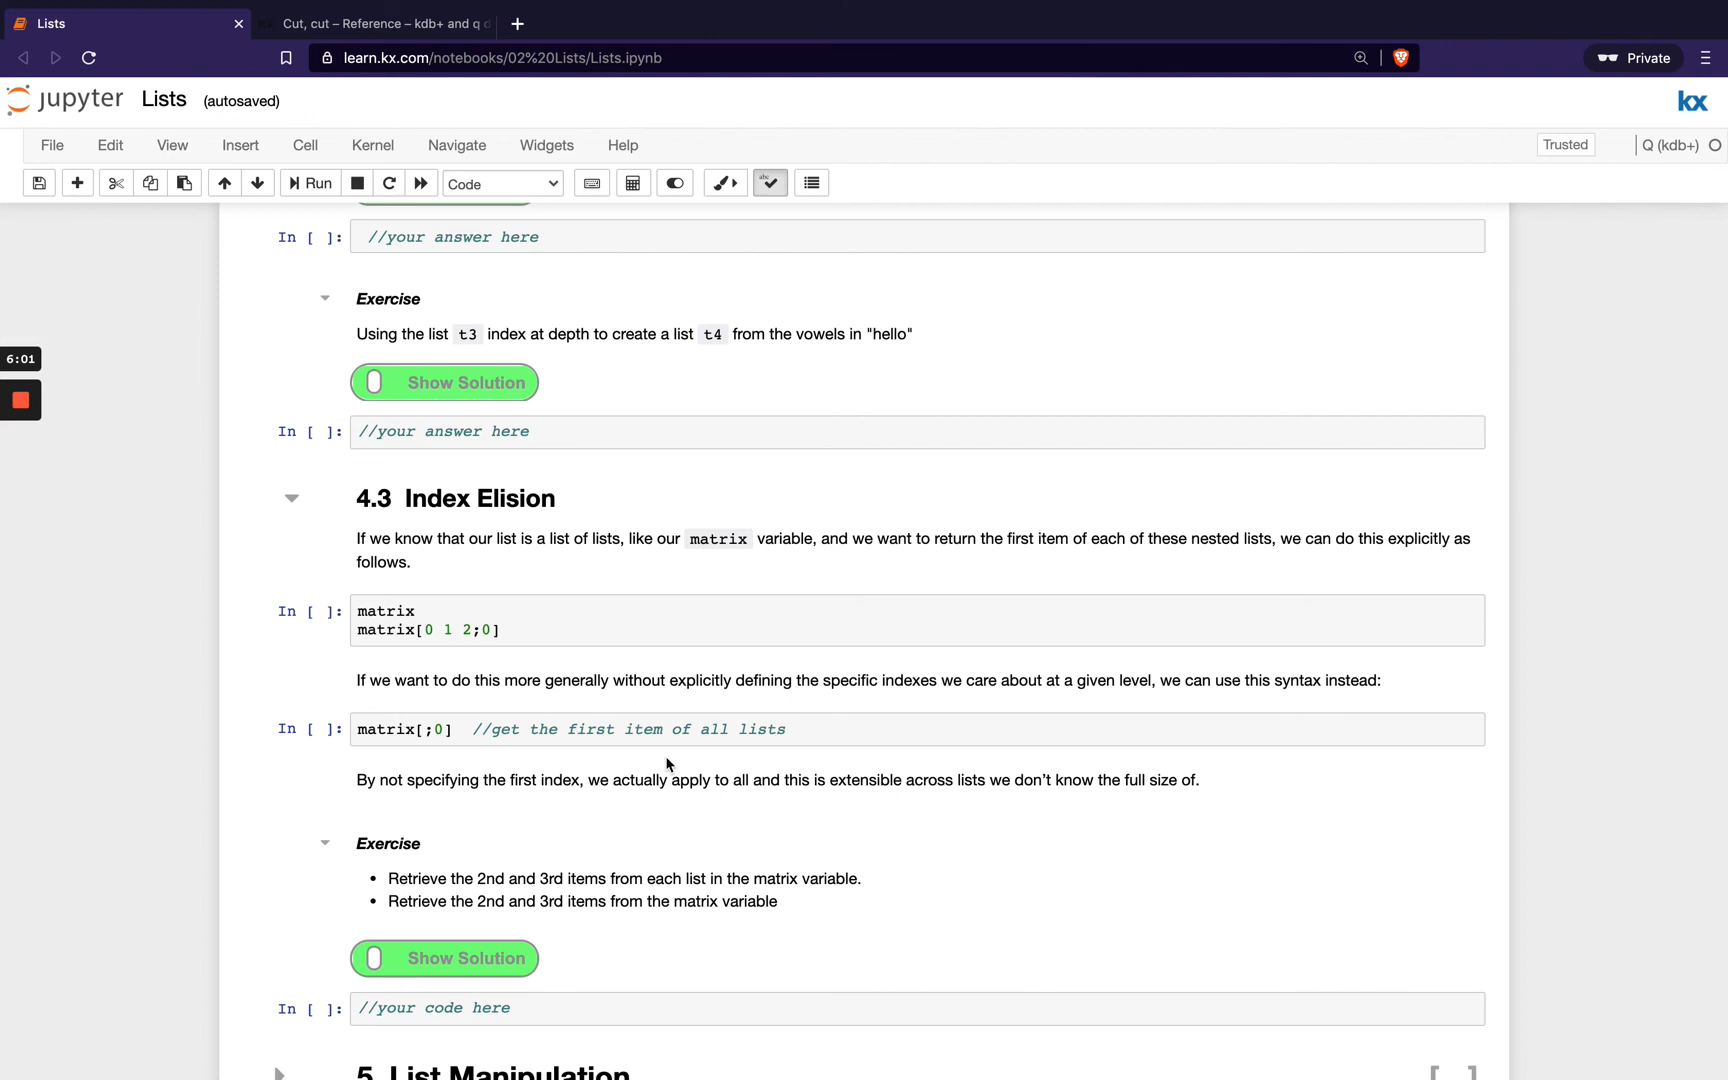 Lists
Cut, cut – Reference – kdb+ and q d
learn.kx.com/notebooks/02%20Lists/Lists.ipynb
Private
jupyter Lists (autosaved)
kx
File Edit View Insert Cell Kernel Navigate Widgets Help
Trusted
Q (kdb+)
Run
Code
abc
In [ ]: //your answer here
Exercise
Using the list t3 index at depth to create a list t4 from the vowels in "hello"
6:01
Show Solution
In [ ]: //your answer here
4.3 Index Elision
If we know that our list is a list of lists, like our matrix variable, and we want to return the first item of each of these nested lists, we can do this explicitly as
follows.
In [ ]: matrix
matrix[0 1 2;0]
If we want to do this more generally without explicitly defining the specific indexes we care about at a given level, we can use this syntax instead:
In [ ]: matrix[;0] //get the first item of all lists
By not specifying the first index, we actually apply to all and this is extensible across lists we don’t know the full size of.
Exercise
• Retrieve the 2nd and 3rd items from each list in the matrix variable.
• Retrieve the 2nd and 3rd items from the matrix variable
Show Solution
In [ ]: //your code here
5 List Manipulation
[ ]